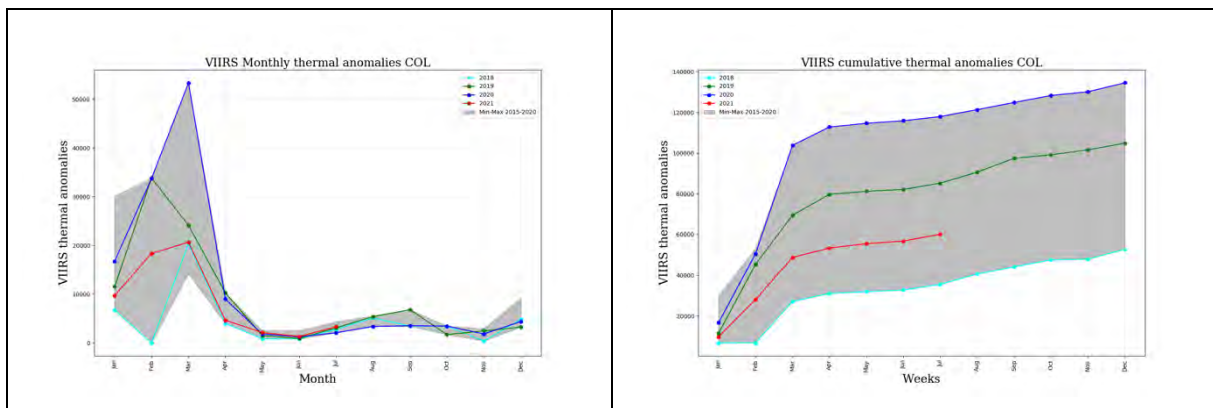 VIIRS Monthly thermal anomalies COL
2018
2019
2020
2021
Min-Max 2015-2020
50000
40000
30000
20000
10000
0
VIIRS thermal anomalies
Jan
Feb
Mar
Apr
May
Jun
Jul
Aug
Sep
Oct
Nov
Dec
Month
VIIRS cumulative thermal anomalies COL
2018
2019
2020
2021
Min-Max 2015-2020
140000
120000
100000
80000
60000
40000
20000
VIIRS thermal anomalies
Jan
Feb
Mar
Apr
May
Jun
Jul
Aug
Sep
Oct
Nov
Dec
Weeks